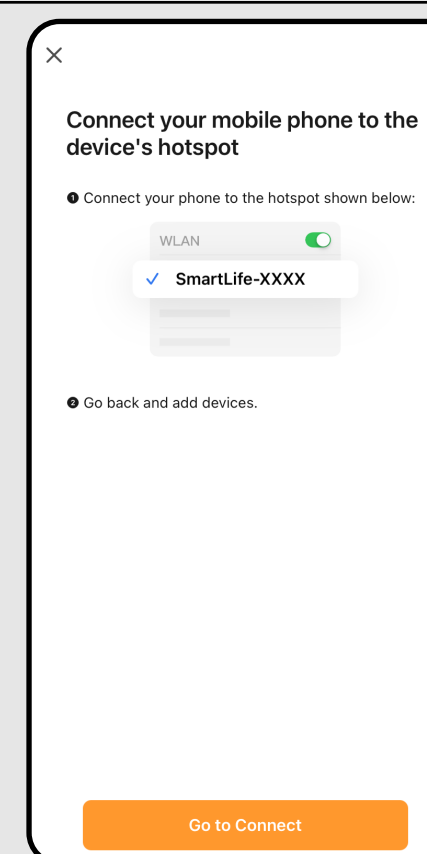 Connect your mobile phone to the
device's hotspot
❶ Connect your phone to the hotspot shown below:
WLAN
✓ SmartLife-XXXX
❷ Go back and add devices.
Go to Connect